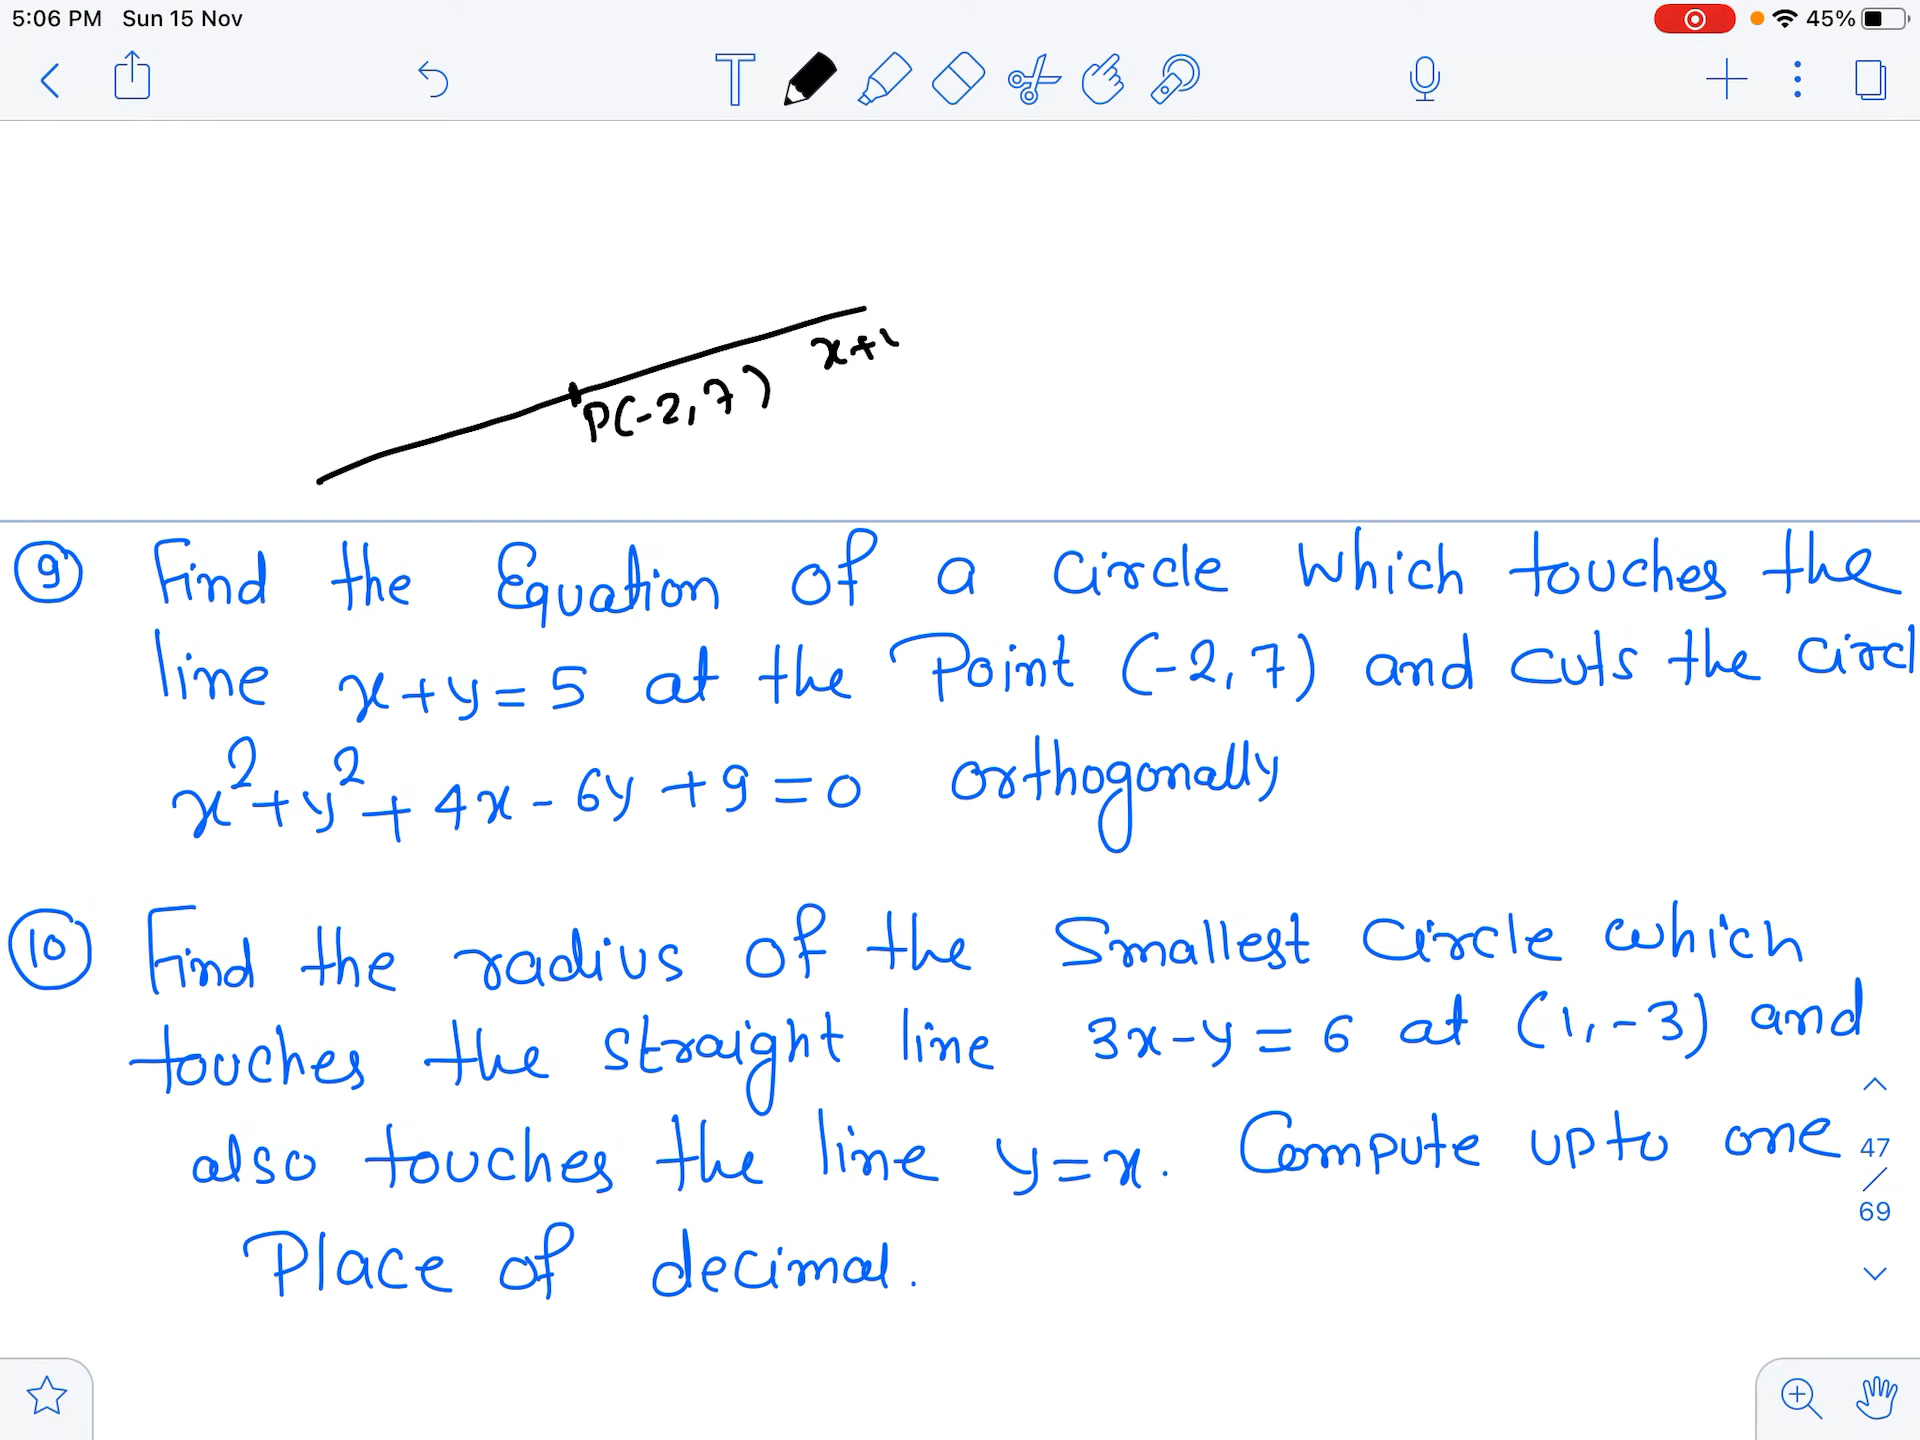 5:06 PM Sun 15 Nov
45%
T
x+
P(-2,7)
⑨ Find the Equation of a circle which touches the
line x+y=5 at the Point (-2,7) and cuts the circl
x²+y²+4x-6y+9=0 orthogonally
⑩ Find the radius of the Smallest circle which
touches the straight line 3x-y=6 at (1,-3) and
also touches the line y=x. Compute upto one
Place of decimal.
47
/
69